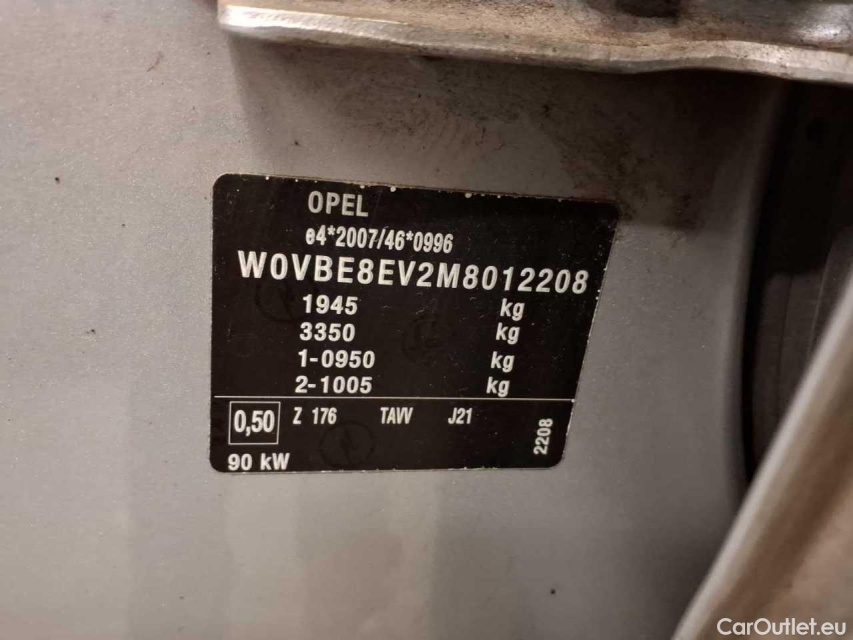 OPEL
e4*2007/46*0996
W0VBE8EV2M8012208
1945 kg
3350 kg
1-0950 kg
2-1005 kg
0,50 Z 176 TAVV J21
2208
90 kW
CarOutlet.eu